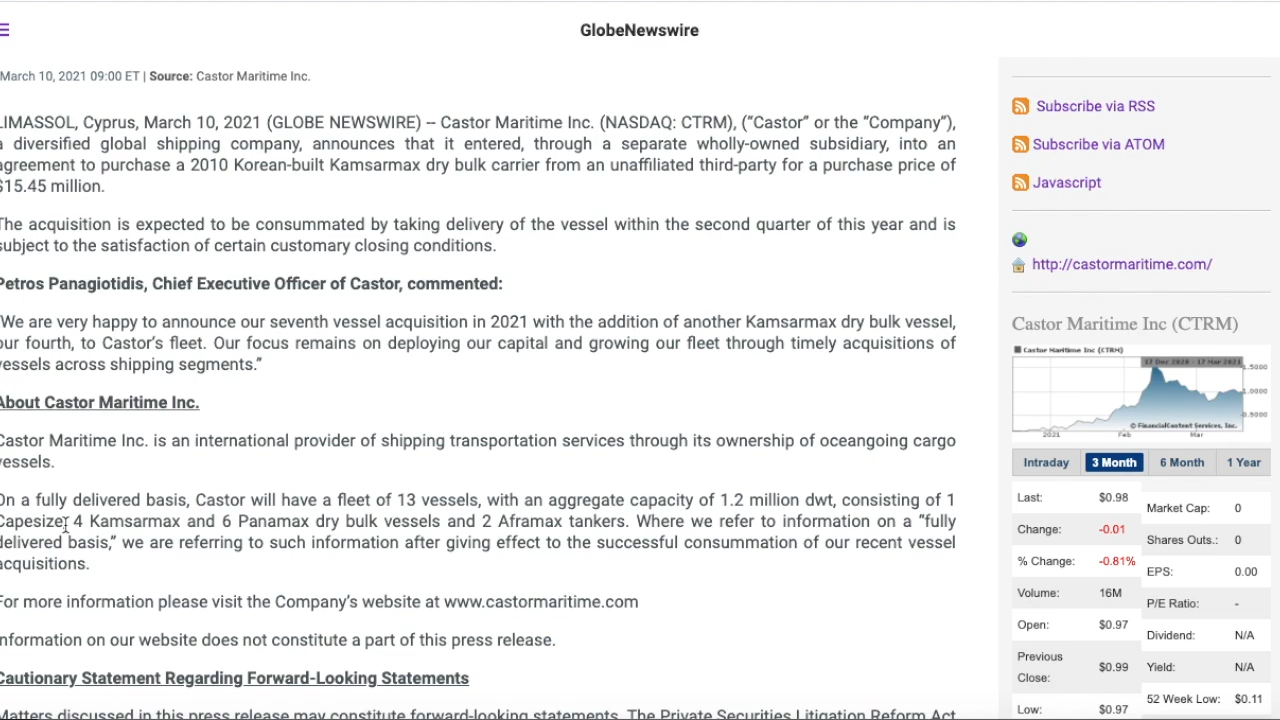 GlobeNewswire
March 10, 2021 09:00 ET | Source: Castor Maritime Inc.
LIMASSOL, Cyprus, March 10, 2021 (GLOBE NEWSWIRE) -- Castor Maritime Inc. (NASDAQ: CTRM), (“Castor” or the “Company”),
a diversified global shipping company, announces that it entered, through a separate wholly-owned subsidiary, into an
agreement to purchase a 2010 Korean-built Kamsarmax dry bulk carrier from an unaffiliated third-party for a purchase price of
$15.45 million.
The acquisition is expected to be consummated by taking delivery of the vessel within the second quarter of this year and is
subject to the satisfaction of certain customary closing conditions.
Petros Panagiotidis, Chief Executive Officer of Castor, commented:
“We are very happy to announce our seventh vessel acquisition in 2021 with the addition of another Kamsarmax dry bulk vessel,
our fourth, to Castor’s fleet. Our focus remains on deploying our capital and growing our fleet through timely acquisitions of
vessels across shipping segments.”
About Castor Maritime Inc.
Castor Maritime Inc. is an international provider of shipping transportation services through its ownership of oceangoing cargo
vessels.
On a fully delivered basis, Castor will have a fleet of 13 vessels, with an aggregate capacity of 1.2 million dwt, consisting of 1
Capesize, 4 Kamsarmax and 6 Panamax dry bulk vessels and 2 Aframax tankers. Where we refer to information on a “fully
delivered basis,” we are referring to such information after giving effect to the successful consummation of our recent vessel
acquisitions.
For more information please visit the Company’s website at www.castormaritime.com
Information on our website does not constitute a part of this press release.
Cautionary Statement Regarding Forward-Looking Statements
Matters discussed in this press release may constitute forward-looking statements. The Private Securities Litigation Reform Act
Subscribe via RSS
Subscribe via ATOM
Javascript
http://castormaritime.com/
Castor Maritime Inc (CTRM)
Castor Maritime Inc (CTRM)
17 Dec 2020 - 17 Mar 2021
1.5000
1.0000
0.5000
© FinancialContent Services, Inc.
2021 Feb Mar
Intraday 3 Month 6 Month 1 Year
Last: $0.98
Change: -0.01
% Change: -0.81%
Volume: 16M
Open: $0.97
Previous
Close: $0.99
Low: $0.97
Market Cap: 0
Shares Outs.: 0
EPS: 0.00
P/E Ratio: -
Dividend: N/A
Yield: N/A
52 Week Low: $0.11